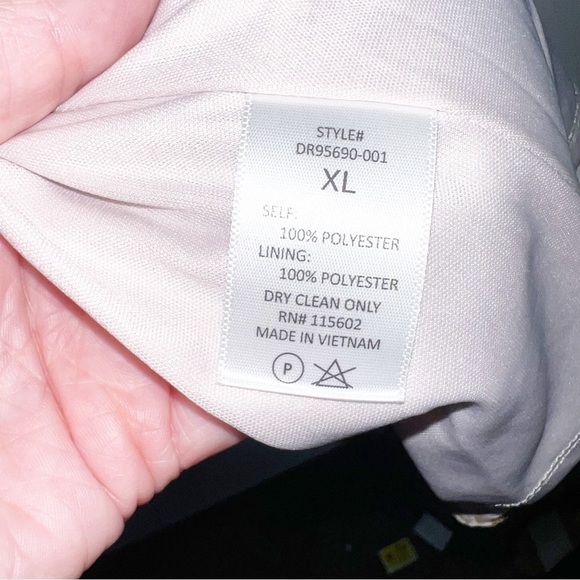 STYLE#
DR95690-001
XL
SELF:
100% POLYESTER
LINING:
100% POLYESTER
DRY CLEAN ONLY
RN# 115602
MADE IN VIETNAM
P